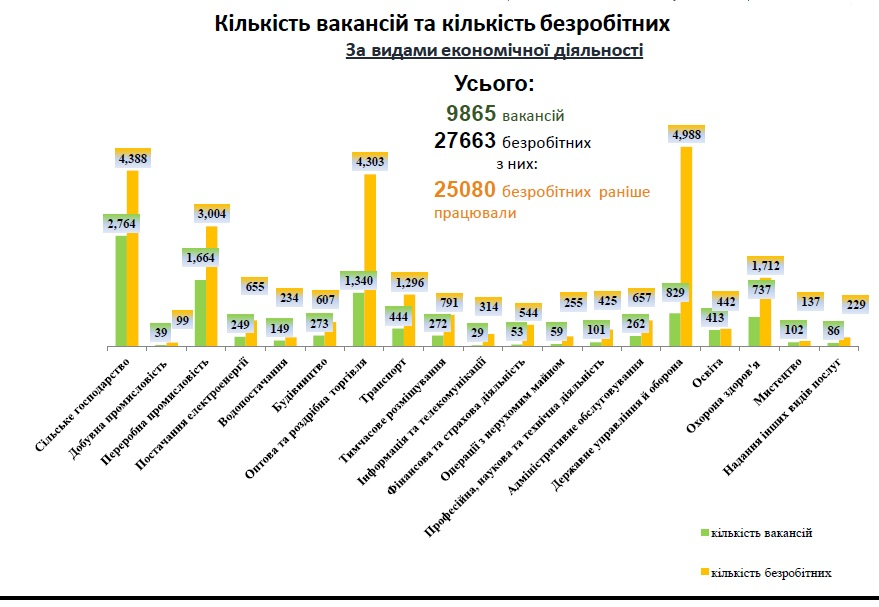 Кількість вакансій та кількість безробітних
За видами економічної діяльності
Усього:
9865 вакансій
27663 безробітних
з них:
25080 безробітних раніше
працювали
4,388
2,764
39
99
3,004
1,664
249
655
149
234
273
607
1,340
4,303
444
1,296
272
791
29
314
53
544
59
255
101
425
262
657
829
4,988
413
442
737
1,712
102
137
86
229
Сільське господарство
Добувна промисловість
Переробна промисловість
Постачання електроенергії
Водопостачання
Будівництво
Оптова та роздрібна торгівля
Транспорт
Тимчасове розміщування
Інформація та телекомунікації
Фінансова та страхова діяльність
Операції з нерухомим майном
Професійна, наукова та технічна діяльність
Адміністративне обслуговування
Державне управління й оборона
Освіта
Охорона здоров'я
Мистецтво
Надання інших видів послуг
кількість вакансій
кількість безробітних